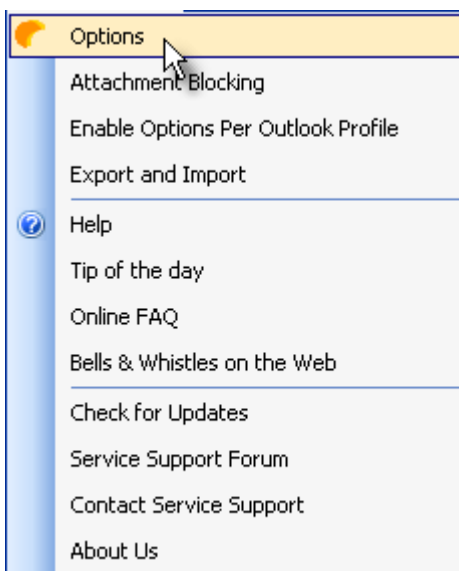 Options
Attachment Blocking
Enable Options Per Outlook Profile
Export and Import
Help
Tip of the day
Online FAQ
Bells & Whistles on the Web
Check for Updates
Service Support Forum
Contact Service Support
About Us